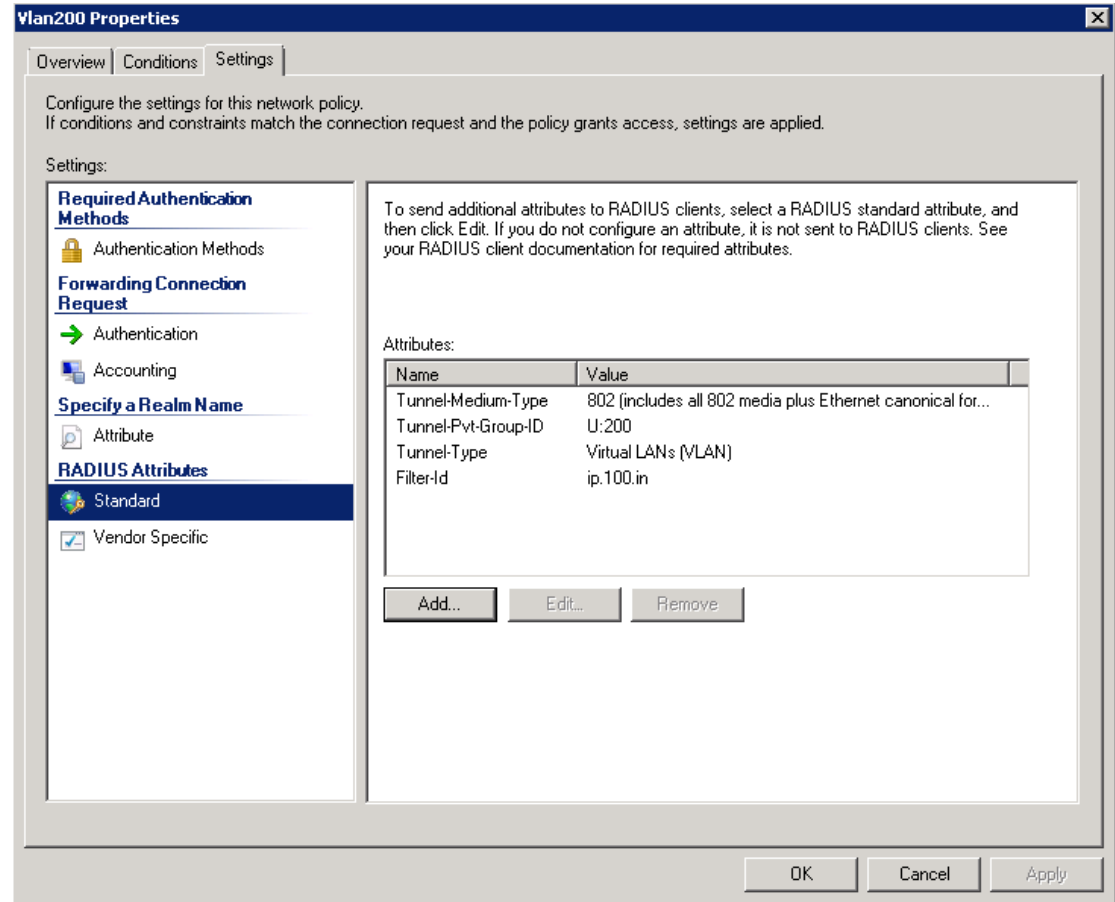 Vlan200 Properties
Overview Conditions Settings
Configure the settings for this network policy.
If conditions and constraints match the connection request and the policy grants access, settings are applied.
Settings:
Required Authentication
Methods
Authentication Methods
Forwarding Connection
Request
Authentication
Accounting
Specify a Realm Name
Attribute
RADIUS Attributes
Standard
Vendor Specific
To send additional attributes to RADIUS clients, select a RADIUS standard attribute, and
then click Edit. If you do not configure an attribute, it is not sent to RADIUS clients. See
your RADIUS client documentation for required attributes.
Attributes:
Name Value
Tunnel-Medium-Type 802 (includes all 802 media plus Ethernet canonical for...
Tunnel-Pvt-Group-ID U:200
Tunnel-Type Virtual LANs (VLAN)
Filter-Id ip.100.in
Add... Edit... Remove
OK Cancel Apply